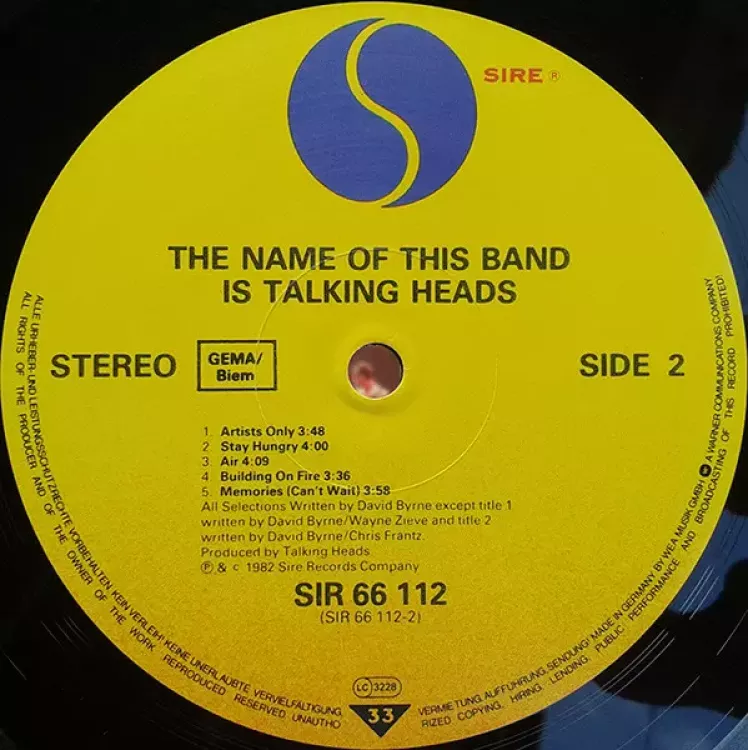 SIRE ®
THE NAME OF THIS BAND
IS TALKING HEADS
STEREO
GEMA/
Biem
SIDE 2
1. Artists Only 3:48
2 Stay Hungry 4:00
3 Air 4:09
4 Building On Fire 3:36
5. Memories (Can't Wait) 3:58
All Selections Written by David Byrne except title 1
written by David Byrne/Wayne Zieve and title 2
written by David Byrne/Chris Frantz.
Produced by Talking Heads
℗ & c 1982 Sire Records Company
SIR 66 112
(SIR 66 112-2)
LC 3228
33
ALLE URHEBER- UND LEISTUNGSSCHUTZRECHTE VORBEHALTEN KEIN VERLEIH! KEINE UNERLAUBTE VERVIELFÄLTIGUNG, VERMIETUNG, AUFFÜHRUNG, SENDUNG! MADE IN GERMANY BY WEA MUSIK GMBH A WARNER COMMUNICATIONS COMPANY
ALL RIGHTS OF THE PRODUCER AND OF THE OWNER OF THE WORK REPRODUCED RESERVED UNAUTHORIZED COPYING, HIRING, LENDING, PUBLIC PERFORMANCE AND BROADCASTING OF THIS RECORD PROHIBITED!